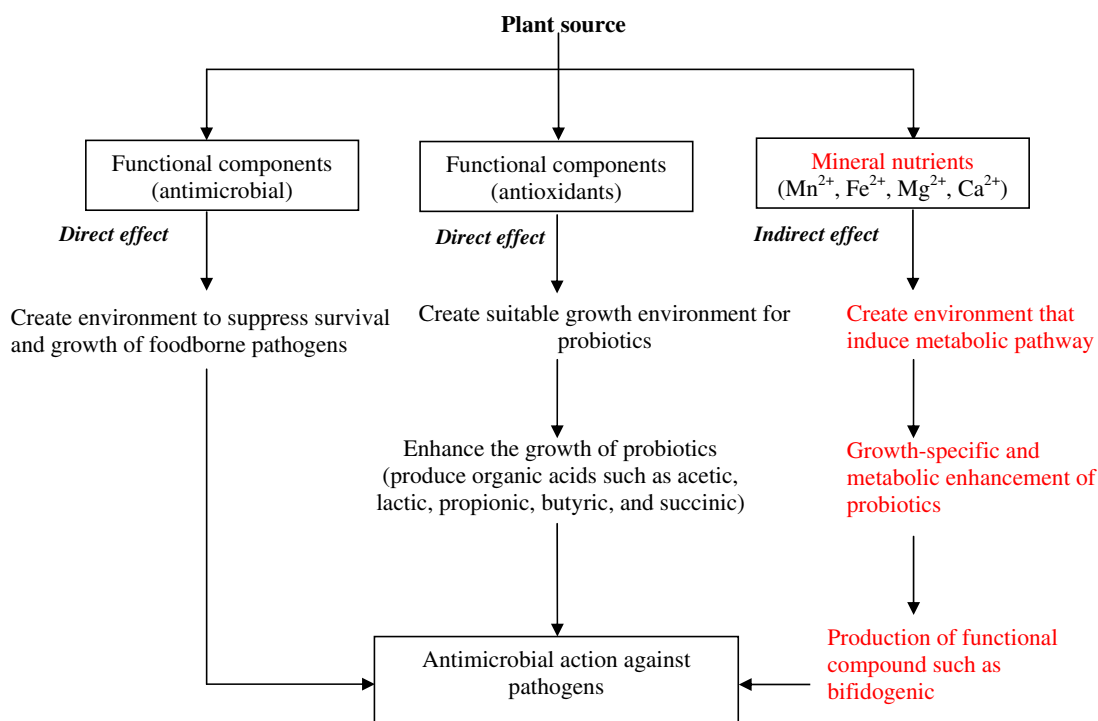 Plant source
Functional components
(antimicrobial)
Functional components
(antioxidants)
Mineral nutrients
(Mn²⁺, Fe²⁺, Mg²⁺, Ca²⁺)
Direct effect
Direct effect
Indirect effect
Create environment to suppress survival
and growth of foodborne pathogens
Create suitable growth environment for
probiotics
Create environment that
induce metabolic pathway
Enhance the growth of probiotics
(produce organic acids such as acetic,
lactic, propionic, butyric, and succinic)
Growth-specific and
metabolic enhancement of
probiotics
Antimicrobial action against
pathogens
Production of functional
compound such as
bifidogenic